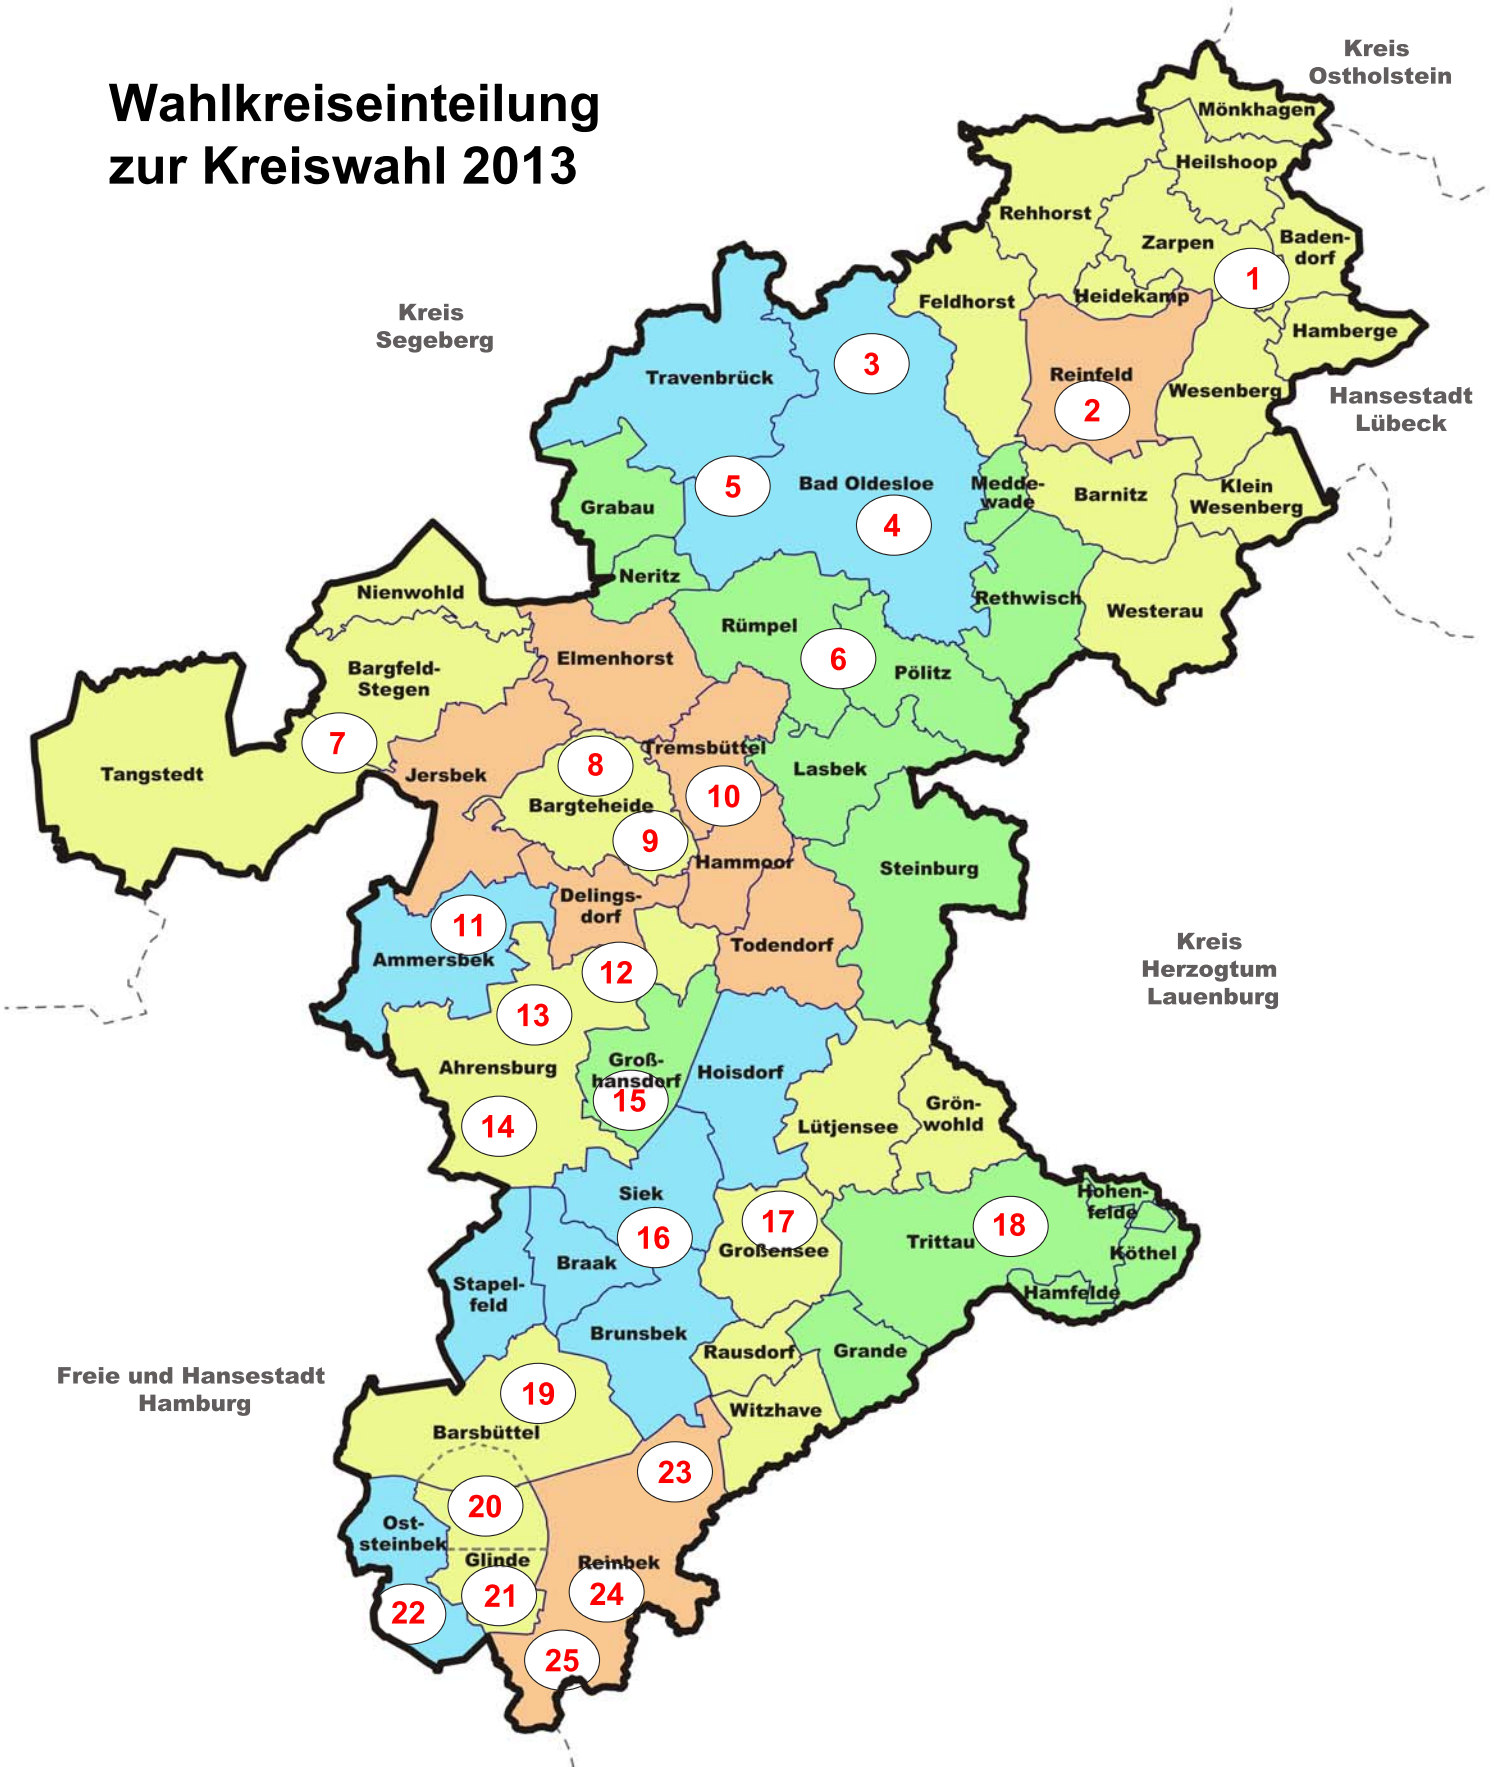 Wahlkreiseinteilung
zur Kreiswahl 2013
Kreis
Ostholstein
Mönkhagen
Heilshoop
Rehhorst
Zarpen
Baden-
dorf
1
Heidekamp
Feldhorst
Hamberge
Kreis
Segeberg
Travenbrück
3
Reinfeld
2
Wesenberg
Hansestadt
Lübeck
5
Bad Oldesloe
4
Medde-
wade
Barnitz
Klein
Wesenberg
Grabau
Neritz
Nienwohld
Rethwisch
Westerau
Rümpel
6
Pölitz
Elmenhorst
Bargfeld-
Stegen
7
Tangstedt
Jersbek
8
Bargteheide
9
Tremsbüttel
10
Lasbek
Hammoor
Steinburg
Delings-
dorf
11
Ammersbek
12
Todendorf
Kreis
Herzogtum
Lauenburg
13
Ahrensburg
14
Groß-
hansdorf
15
Hoisdorf
Lütjensee
Grön-
wohld
Siek
16
17
Großensee
18
Trittau
Hohen-
felde
Köthel
Hamfelde
Braak
Stapel-
feld
Brunsbek
Rausdorf
Grande
Witzhave
Freie und Hansestadt
Hamburg
19
Barsbüttel
23
20
Ost-
steinbek
Glinde
21
Reinbek
24
22
25